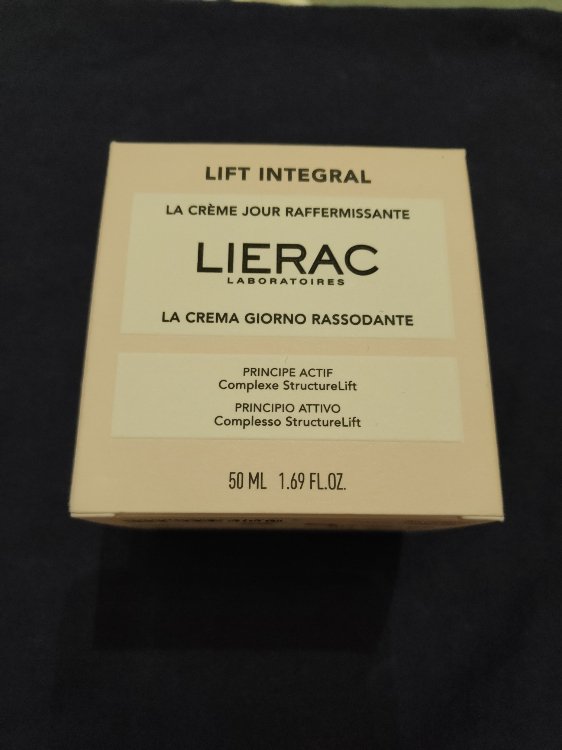 LIFT INTEGRAL
LA CRÈME JOUR RAFFERMISSANTE
LIERAC
LABORATOIRES
LA CREMA GIORNO RASSODANTE
PRINCIPE ACTIF
Complexe StructureLift
PRINCIPIO ATTIVO
Complesso StructureLift
50 ML 1.69 FL.OZ.